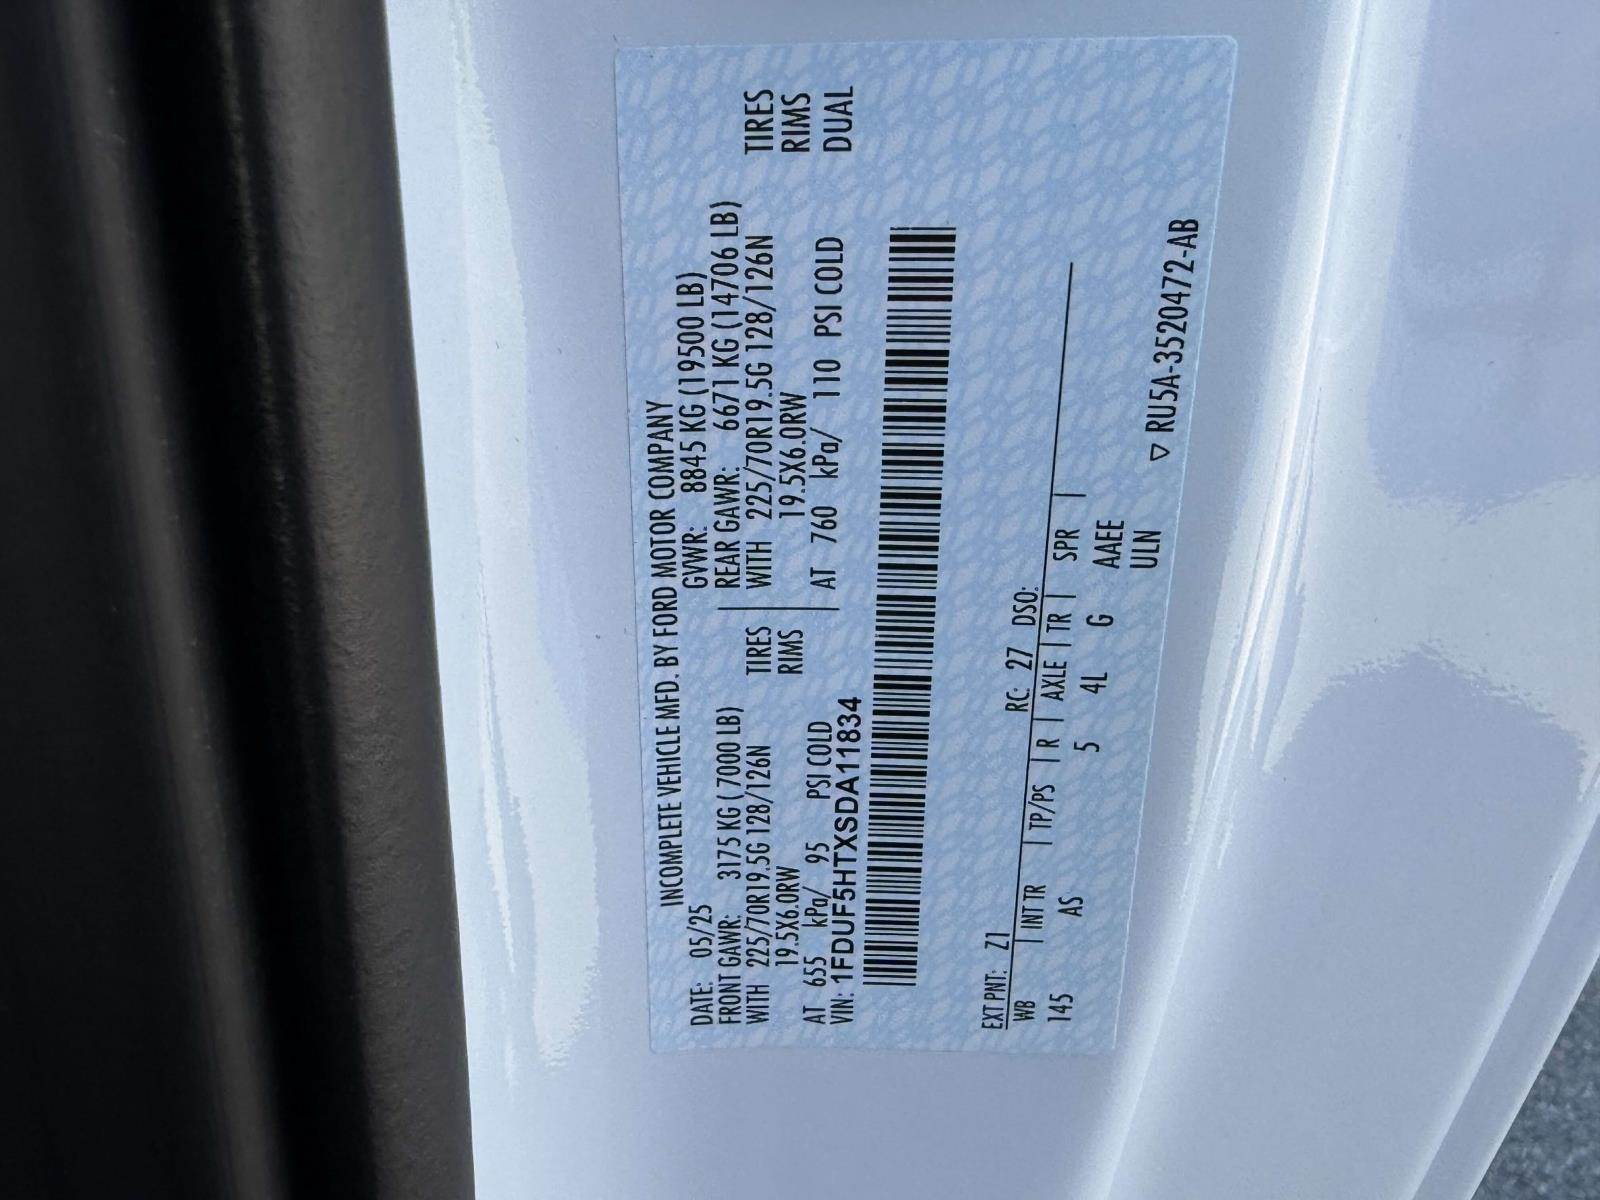 INCOMPLETE VEHICLE MFD. BY FORD MOTOR COMPANY
DATE: 05/25 GVWR: 8845 KG (19500 LB)
FRONT GAWR: 3175 KG ( 7000 LB) REAR GAWR: 6671 KG (14706 LB)
WITH 225/70R19.5G 128/126N TIRES WITH 225/70R19.5G 128/126N TIRES
19.5X6.0RW RIMS 19.5X6.0RW RIMS
AT 655 kPa/ 95 PSI COLD AT 760 kPa/ 110 PSI COLD DUAL
VIN: 1FDUF5HTXSDA11834
EXT PNT: Z1 RC: 27 DSO:
WB INT TR TP/PS R AXLE TR SPR
145 AS 5 4L G AAEE
ULN
▽ RU5A-3520472-AB